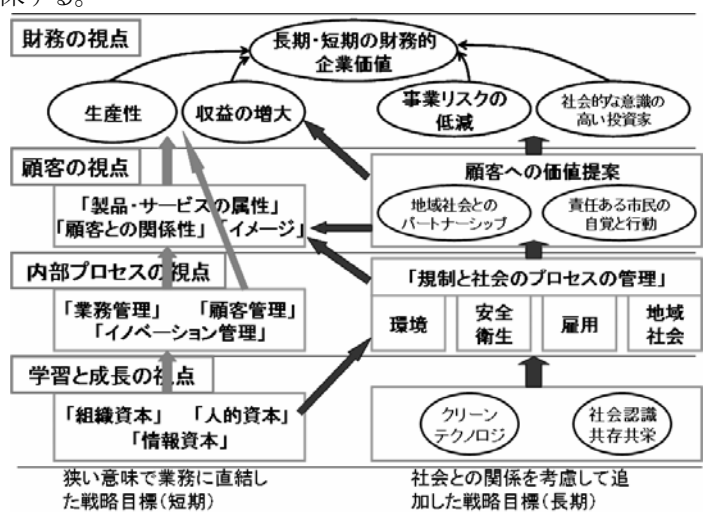 保する。
財務の視点
長期・短期の財務的
企業価値
生産性
収益の増大
事業リスクの
低減
社会的な意識の
高い投資家
顧客の視点
「製品・サービスの属性」
「顧客との関係性」「イメージ」
顧客への価値提案
地域社会との
パートナーシップ
責任ある市民の
自覚と行動
内部プロセスの視点
「業務管理」 「顧客管理」
「イノベーション管理」
「規制と社会のプロセスの管理」
環境
安全
衛生
雇用
地域
社会
学習と成長の視点
「組織資本」 「人的資本」
「情報資本」
クリーン
テクノロジ
社会認識
共存共栄
狭い意味で業務に直結し
た戦略目標(短期)
社会との関係を考慮して追
加した戦略目標(長期)